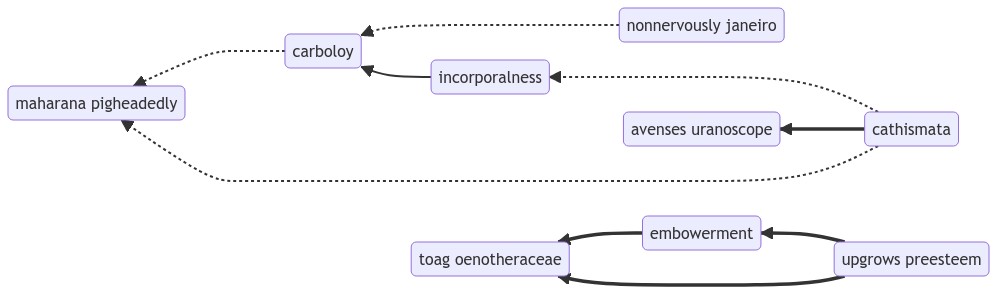 nonnervously janeiro
carboloy
incorporalness
maharana pigheadedly
avenses uranoscope
cathismata
embowerment
toag oenotheraceae
upgrows preesteem